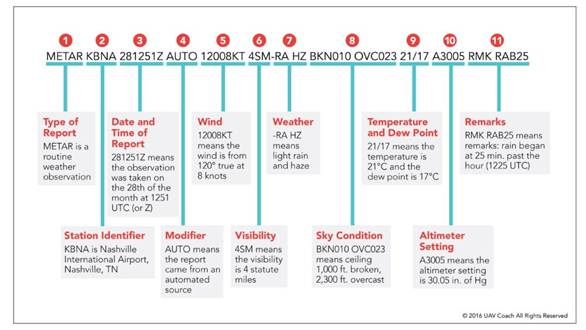 1 2 3 4 5 6 7 8 9 10 11
METAR KBNA 281251Z AUTO 12008KT 4SM-RA HZ BKN010 OVC023 21/17 A3005 RMK RAB25
Type of
Report
METAR is a
routine
weather
observation
Date and
Time of
Report
281251Z means
the observation
was taken on
the 28th of the
month at 1251
UTC (or Z)
Wind
12008KT
means the
wind is from
120° true at
8 knots
Weather
-RA HZ
means
light rain
and haze
Temperature
and Dew Point
21/17 means the
temperature is
21°C and the
dew point is 17°C
Remarks
RMK RAB25 means
remarks: rain began
at 25 min. past the
hour (1225 UTC)
Station Identifier
KBNA is Nashville
International Airport,
Nashville, TN
Modifier
AUTO means
the report
came from an
automated
source
Visibility
4SM means
the visibility
is 4 statute
miles
Sky Condition
BKN010 OVC023
means ceiling
1,000 ft. broken,
2,300 ft. overcast
Altimeter
Setting
A3005 means the
altimeter setting
is 30.05 in. of Hg
© 2016 UAV Coach All Rights Reserved